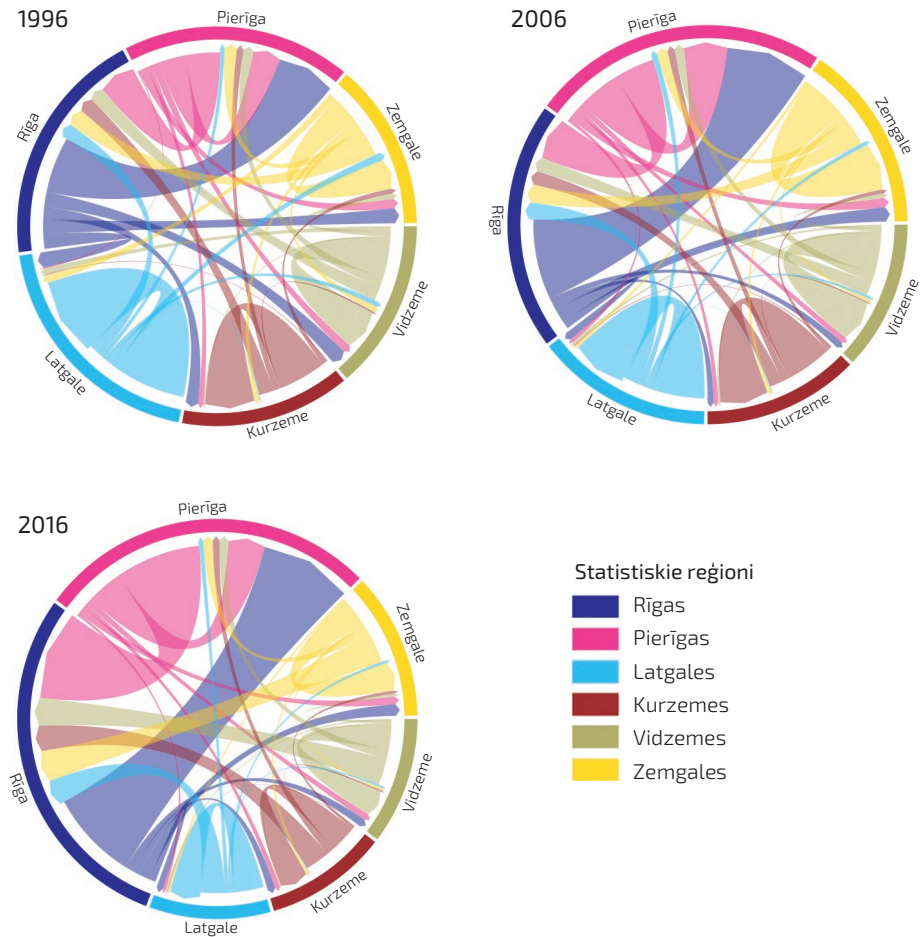 1996
Pierīga
Zemgale
Vidzeme
Kurzeme
Latgale
Rīga
2006
Pierīga
Zemgale
Vidzeme
Kurzeme
Latgale
Rīga
2016
Pierīga
Zemgale
Vidzeme
Kurzeme
Latgale
Rīga
Statistiskie reģioni
Rīgas
Pierīgas
Latgales
Kurzemes
Vidzemes
Zemgales